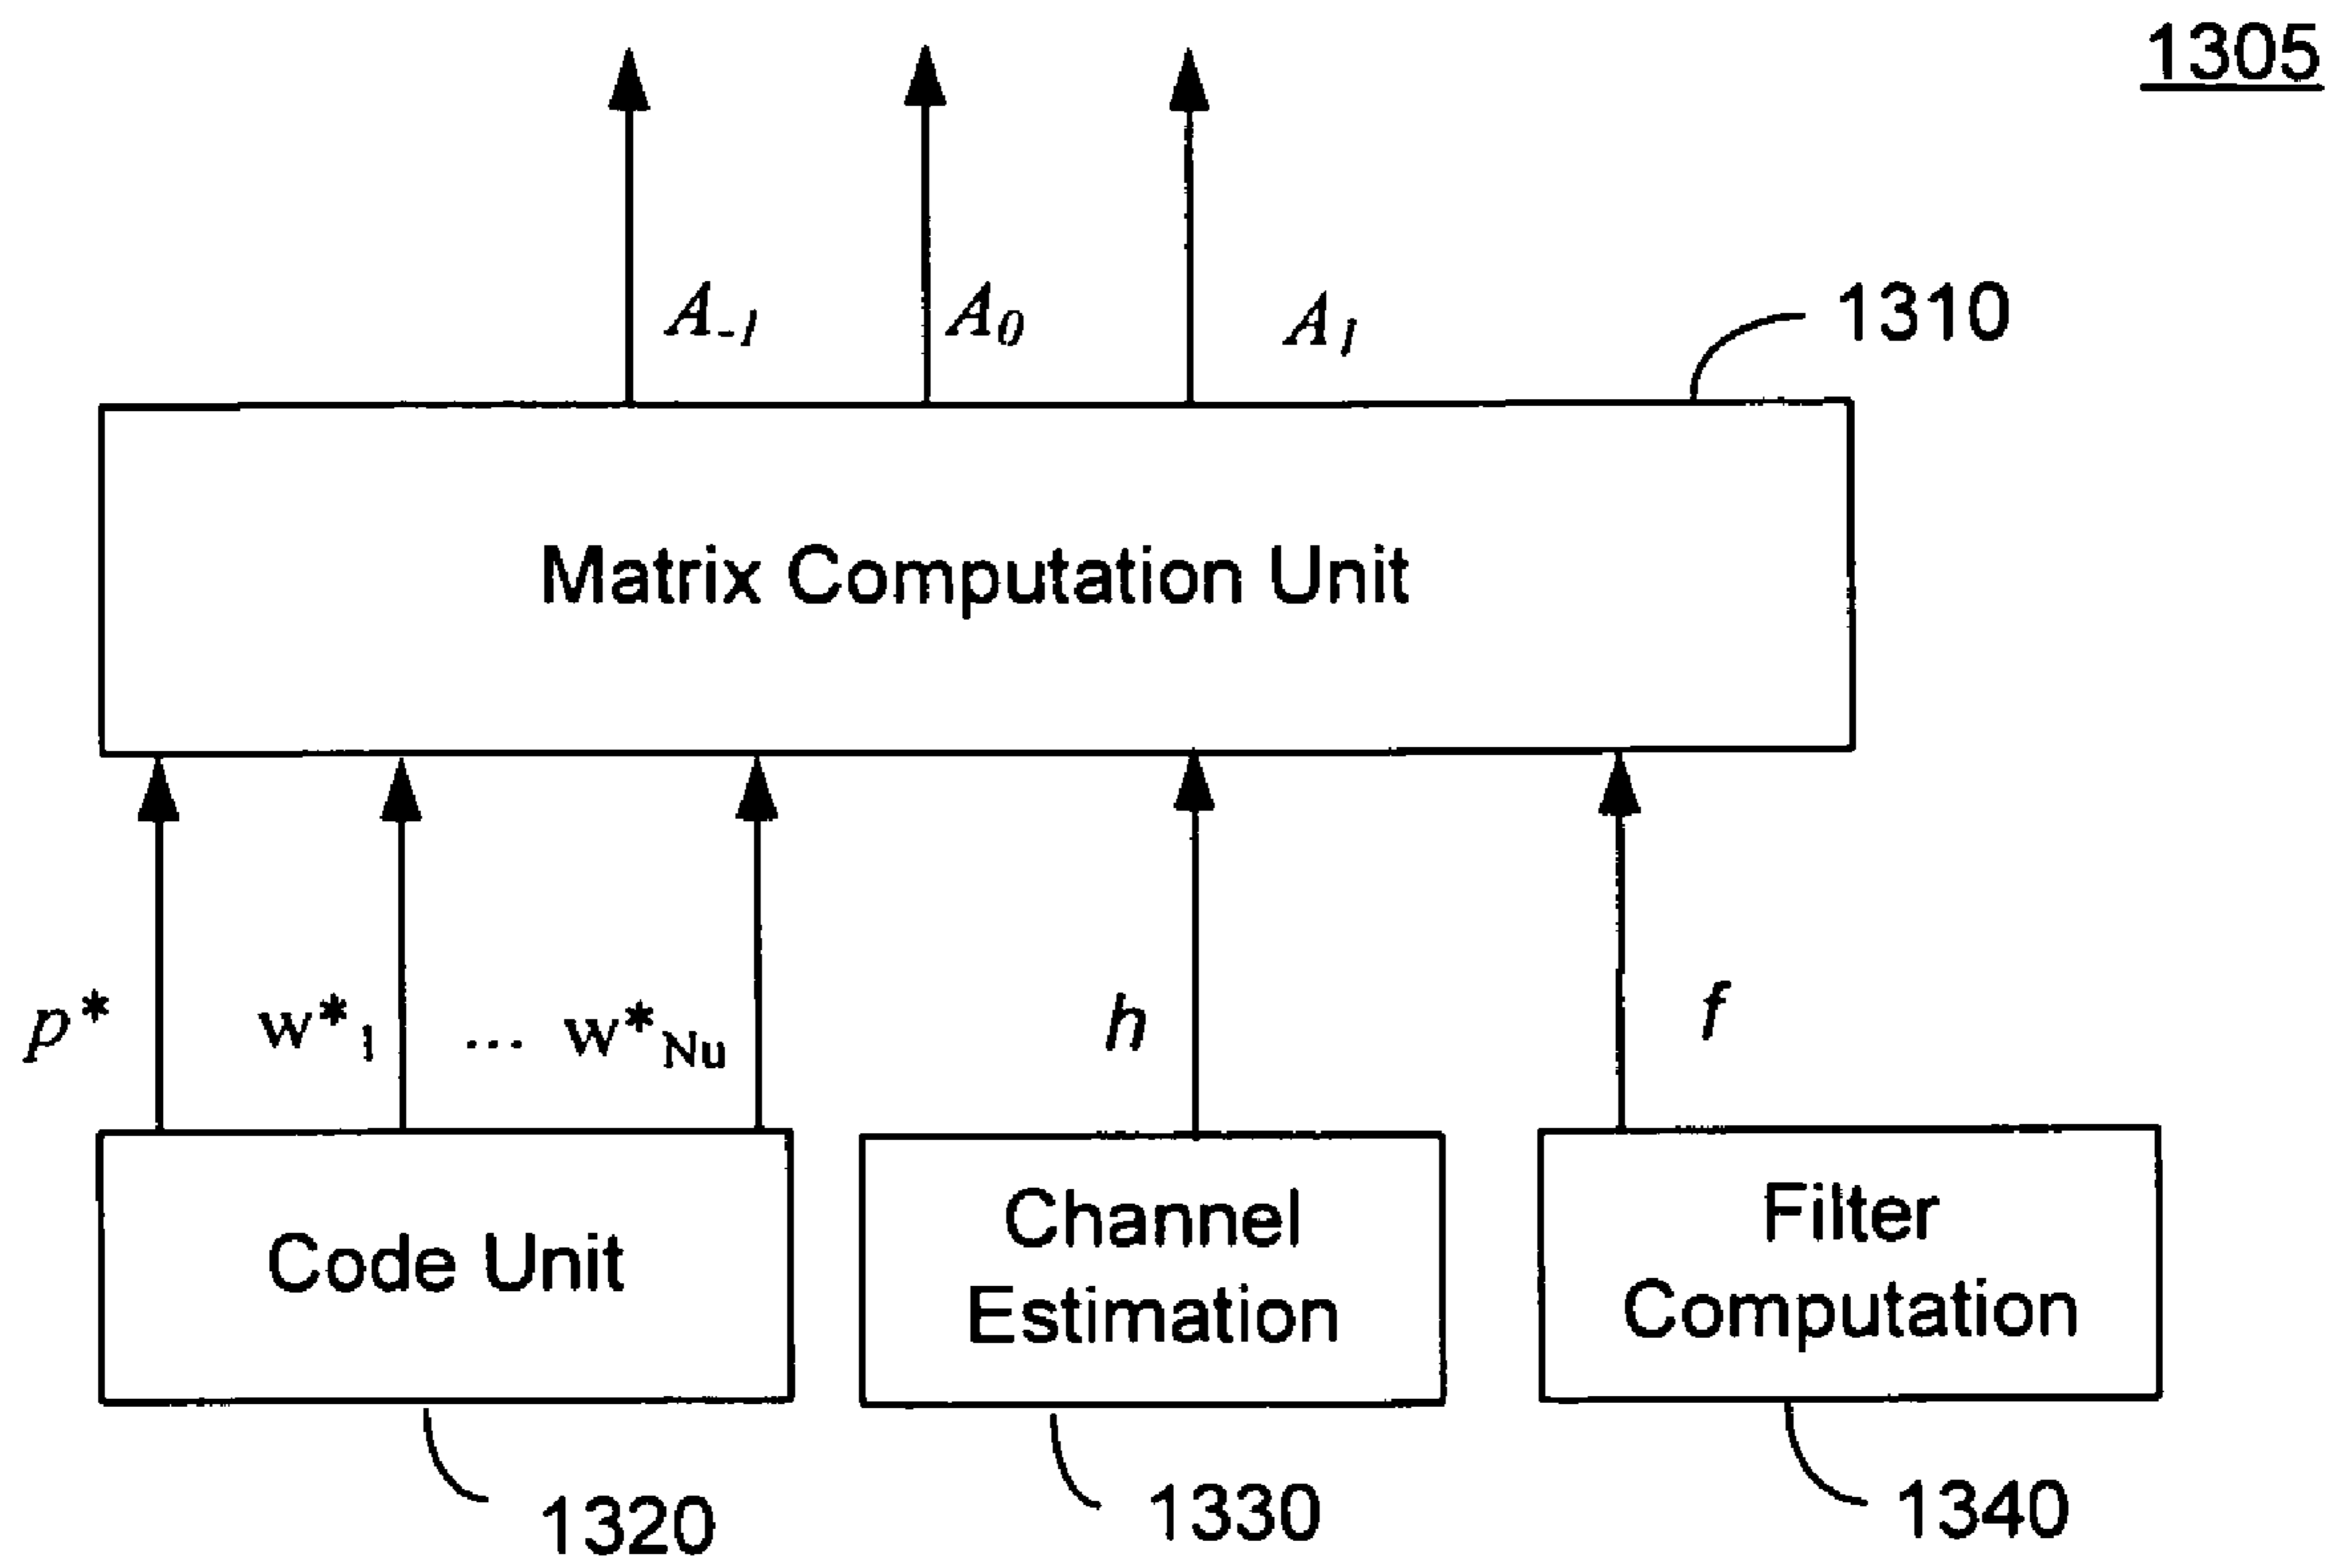 1305
A-1 A0 A1
1310
Matrix Computation Unit
p* w*1 ... w*Nu h f
Code Unit
Channel
Estimation
Filter
Computation
1320 1330 1340